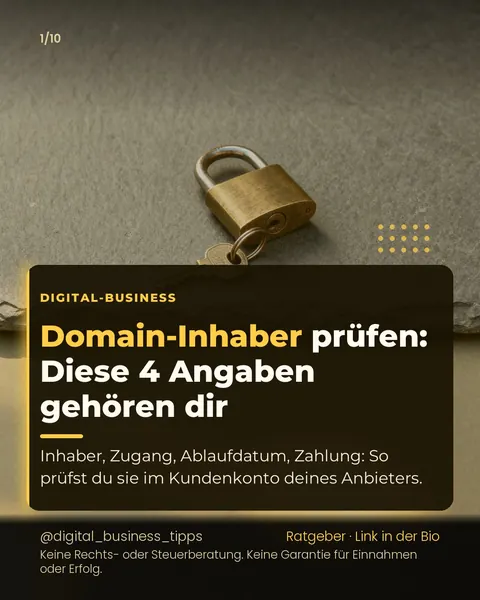 1/10
DIGITAL-BUSINESS
Domain-Inhaber prüfen:
Diese 4 Angaben
gehören dir
Inhaber, Zugang, Ablaufdatum, Zahlung: So
prüfst du sie im Kundenkonto deines Anbieters.
@digital_business_tipps
Ratgeber · Link in der Bio
Keine Rechts- oder Steuerberatung. Keine Garantie für Einnahmen
oder Erfolg.